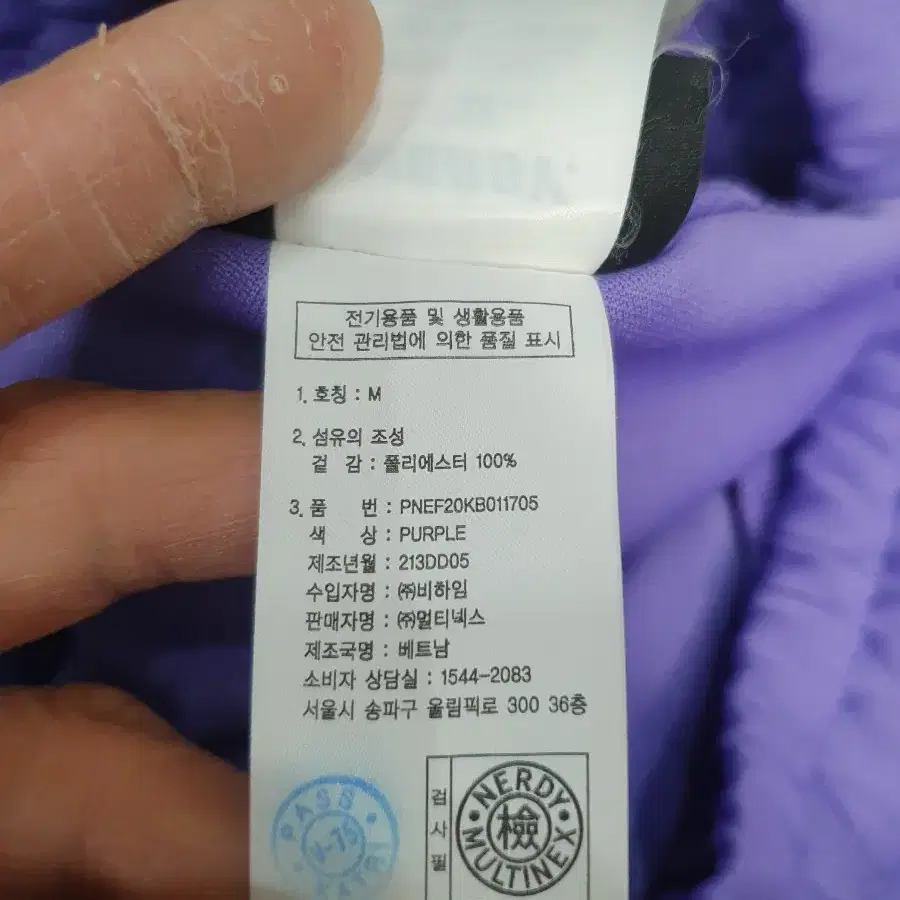 전기용품 및 생활용품
안전 관리법에 의한 품질 표시
1. 호칭 : M
2. 섬유의 조성
겉 감 : 폴리에스터 100%
3. 품 번 : PNEF20KB011705
색 상 : PURPLE
제조년월 : 213DD05
수입자명 : ㈜비하임
판매자명 : ㈜멀티넥스
제조국명 : 베트남
소비자 상담실 : 1544-2083
서울시 송파구 올림픽로 300 36층
PASS
검사필
NERDY
檢
MULTINEX